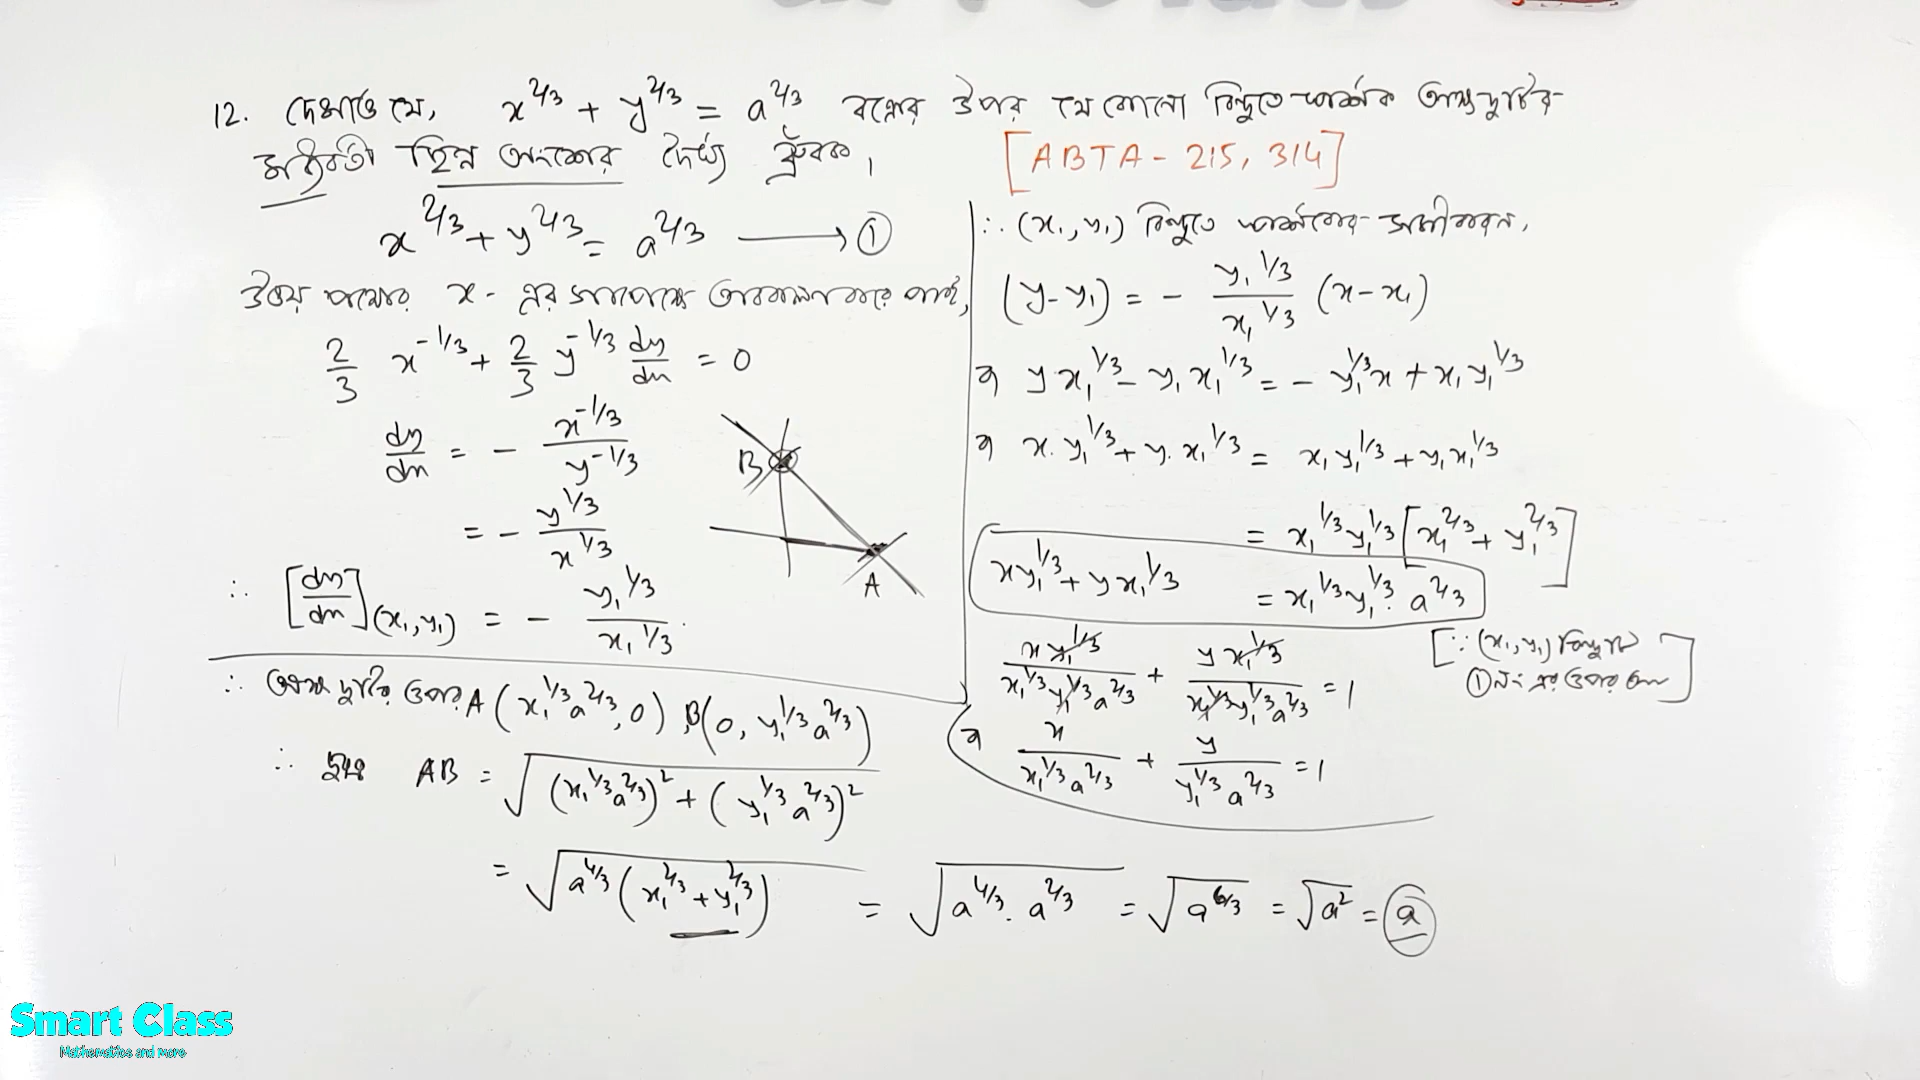 12. দেখাও যে, x^{2/3} + y^{2/3} = a^{2/3} বক্রের উপর যে কোনো বিন্দুতে স্পর্শক অক্ষদুটির
মধ্যবর্তী ছিন্ন অংশের দৈর্ঘ্য ধ্রুবক। [ABTA - 215, 314]
x^{2/3} + y^{2/3} = a^{2/3} ⟶ ①
উভয় পক্ষের x - এর সাপেক্ষে অবকলন করে পাই,
2/3 x^{-1/3} + 2/3 y^{-1/3} dy/dx = 0
dy/dx = - x^{-1/3} / y^{-1/3}
= - y^{1/3} / x^{1/3}
B
A
∴ [dy/dx](x₁, y₁) = - y₁^{1/3} / x₁^{1/3}.
∴ (x₁, y₁) বিন্দুতে স্পর্শকের সমীকরণ,
(y - y₁) = - y₁^{1/3} / x₁^{1/3} (x - x₁)
বা y x₁^{1/3} - y₁ x₁^{1/3} = - y₁^{1/3} x + x₁ y₁^{1/3}
বা x. y₁^{1/3} + y. x₁^{1/3} = x₁ y₁^{1/3} + y₁ x₁^{1/3}
= x₁^{1/3} y₁^{1/3} [x₁^{2/3} + y₁^{2/3}]
x y₁^{1/3} + y x₁^{1/3} = x₁^{1/3} y₁^{1/3}. a^{2/3}
[∵ (x₁, y₁) বিন্দুটি
① নং এর উপর]
x y₁^{1/3} / x₁^{1/3} y₁^{1/3} a^{2/3} + y x₁^{1/3} / x₁^{1/3} y₁^{1/3} a^{2/3} = 1
বা x / x₁^{1/3} a^{2/3} + y / y₁^{1/3} a^{2/3} = 1
∴ অক্ষ দুটির উপর A (x₁^{1/3} a^{2/3}, 0), B (0, y₁^{1/3} a^{2/3})
∴ AB = √((x₁^{1/3} a^{2/3})² + (y₁^{1/3} a^{2/3})²)
= √(a^{4/3} (x₁^{2/3} + y₁^{2/3})) = √(a^{4/3}. a^{2/3}) = √(a^{6/3}) = √(a²) = a
Smart Class
Mathematics and more